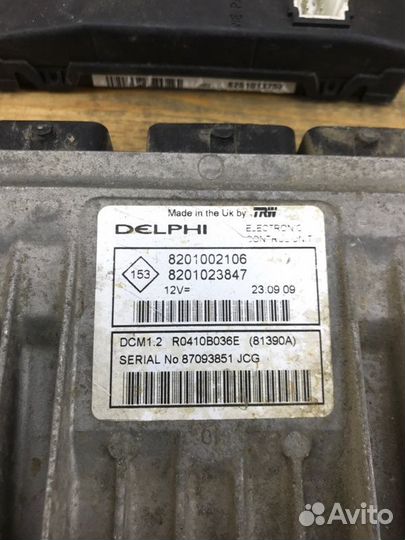 8201013750
Made in the Uk by TRW
DELPHI ELECTRONIC
CONTROL UNIT
153
8201002106
8201023847
12V= 23.09.09
DCM1.2 R0410B036E (81390A)
SERIAL No 87093851 JCG
Avito